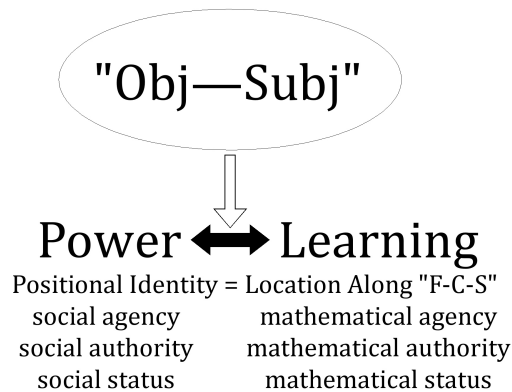 "Obj—Subj"
Power Learning
Positional Identity = Location Along "F-C-S"
social agency mathematical agency
social authority mathematical authority
social status mathematical status